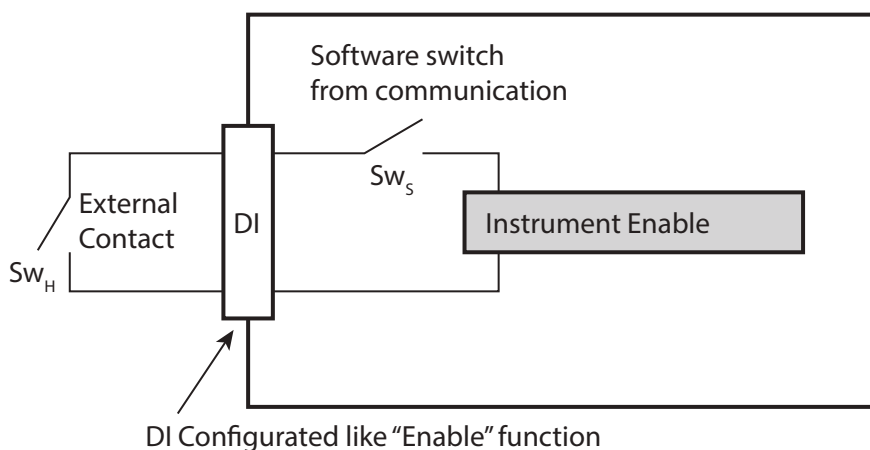 Software switch
from communication
Sw_S
External
Contact
DI
Instrument Enable
Sw_H
DI Configurated like “Enable” function